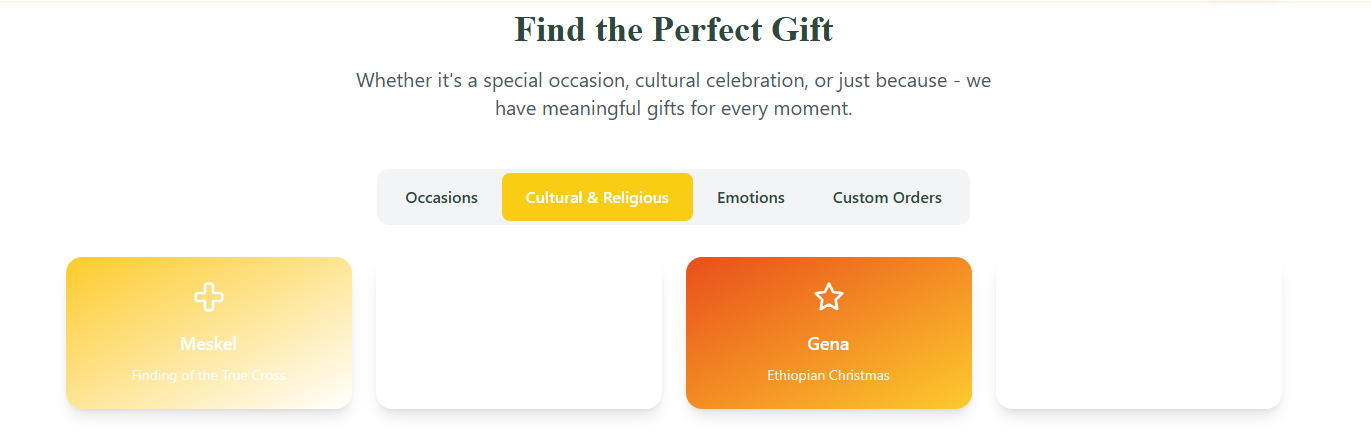 Find the Perfect Gift
Whether it's a special occasion, cultural celebration, or just because - we
have meaningful gifts for every moment.
Occasions
Cultural & Religious
Emotions
Custom Orders
Meskel
Finding of the True Cross
Gena
Ethiopian Christmas